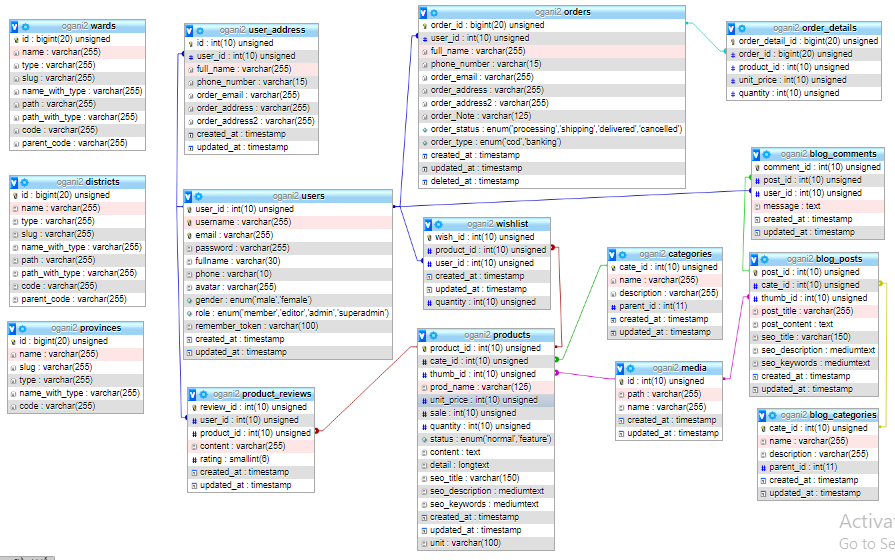 ogani2 wards
id : bigint(20) unsigned
name : varchar(255)
type : varchar(255)
slug : varchar(255)
name_with_type : varchar(255)
path : varchar(255)
path_with_type : varchar(255)
code : varchar(255)
parent_code : varchar(255)
ogani2 districts
id : bigint(20) unsigned
name : varchar(255)
type : varchar(255)
slug : varchar(255)
name_with_type : varchar(255)
path : varchar(255)
path_with_type : varchar(255)
code : varchar(255)
parent_code : varchar(255)
ogani2 provinces
id : bigint(20) unsigned
name : varchar(255)
slug : varchar(255)
type : varchar(255)
name_with_type : varchar(255)
code : varchar(255)
ogani2 user_address
id : int(10) unsigned
user_id : int(10) unsigned
full_name : varchar(255)
phone_number : varchar(15)
order_email : varchar(255)
order_address : varchar(255)
order_address2 : varchar(255)
created_at : timestamp
updated_at : timestamp
ogani2 users
user_id : int(10) unsigned
username : varchar(255)
email : varchar(255)
password : varchar(255)
fullname : varchar(30)
phone : varchar(10)
avatar : varchar(255)
gender : enum('male','female')
role : enum('member','editor','admin','superadmin')
remember_token : varchar(100)
created_at : timestamp
updated_at : timestamp
ogani2 product_reviews
review_id : int(10) unsigned
user_id : int(10) unsigned
product_id : int(10) unsigned
content : varchar(255)
rating : smallint(6)
created_at : timestamp
updated_at : timestamp
ogani2 orders
order_id : bigint(20) unsigned
user_id : int(10) unsigned
full_name : varchar(255)
phone_number : varchar(15)
order_email : varchar(255)
order_address : varchar(255)
order_address2 : varchar(255)
order_Note : varchar(125)
order_status : enum('processing','shipping','delivered','cancelled')
order_type : enum('cod','banking')
created_at : timestamp
updated_at : timestamp
deleted_at : timestamp
ogani2 wishlist
wish_id : int(10) unsigned
product_id : int(10) unsigned
user_id : int(10) unsigned
created_at : timestamp
updated_at : timestamp
quantity : int(10) unsigned
ogani2 products
product_id : int(10) unsigned
cate_id : int(10) unsigned
thumb_id : int(10) unsigned
prod_name : varchar(125)
unit_price : int(10) unsigned
sale : int(10) unsigned
quantity : int(10) unsigned
status : enum('normal','feature')
content : text
detail : longtext
seo_title : varchar(150)
seo_description : mediumtext
seo_keywords : mediumtext
created_at : timestamp
updated_at : timestamp
unit : varchar(100)
ogani2 categories
cate_id : int(10) unsigned
name : varchar(255)
description : varchar(255)
parent_id : int(11)
created_at : timestamp
updated_at : timestamp
ogani2 media
id : int(10) unsigned
path : varchar(255)
name : varchar(255)
created_at : timestamp
updated_at : timestamp
ogani2 order_details
order_detail_id : bigint(20) unsigned
order_id : bigint(20) unsigned
product_id : int(10) unsigned
unit_price : int(10) unsigned
quantity : int(10) unsigned
ogani2 blog_comments
comment_id : int(10) unsigned
post_id : int(10) unsigned
user_id : int(10) unsigned
message : text
created_at : timestamp
updated_at : timestamp
ogani2 blog_posts
post_id : int(10) unsigned
cate_id : int(10) unsigned
thumb_id : int(10) unsigned
post_title : varchar(255)
post_content : text
seo_title : varchar(150)
seo_description : mediumtext
seo_keywords : mediumtext
created_at : timestamp
updated_at : timestamp
ogani2 blog_categories
cate_id : int(10) unsigned
name : varchar(255)
description : varchar(255)
parent_id : int(11)
created_at : timestamp
updated_at : timestamp
Activa
Go to Se